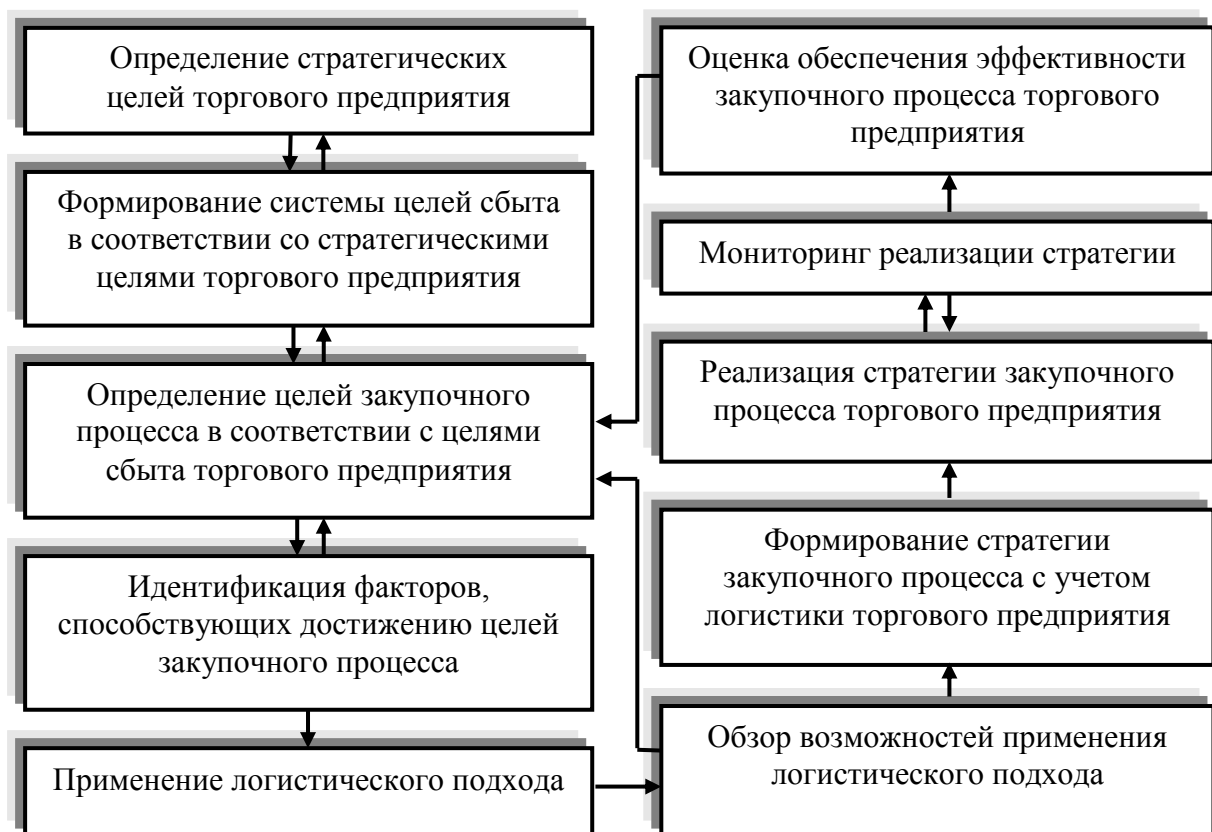 Определение стратегических
целей торгового предприятия
Формирование системы целей сбыта
в соответствии со стратегическими
целями торгового предприятия
Определение целей закупочного
процесса в соответствии с целями
сбыта торгового предприятия
Идентификация факторов,
способствующих достижению целей
закупочного процесса
Применение логистического подхода
Оценка обеспечения эффективности
закупочного процесса торгового
предприятия
Мониторинг реализации стратегии
Реализация стратегии закупочного
процесса торгового предприятия
Формирование стратегии
закупочного процесса с учетом
логистики торгового предприятия
Обзор возможностей применения
логистического подхода